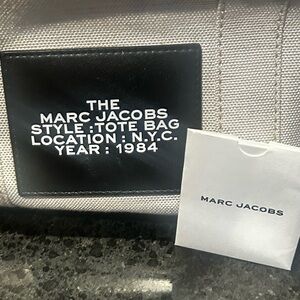 THE
MARC JACOBS
STYLE : TOTE BAG
LOCATION : N.Y.C.
YEAR : 1984
MARC JACOBS